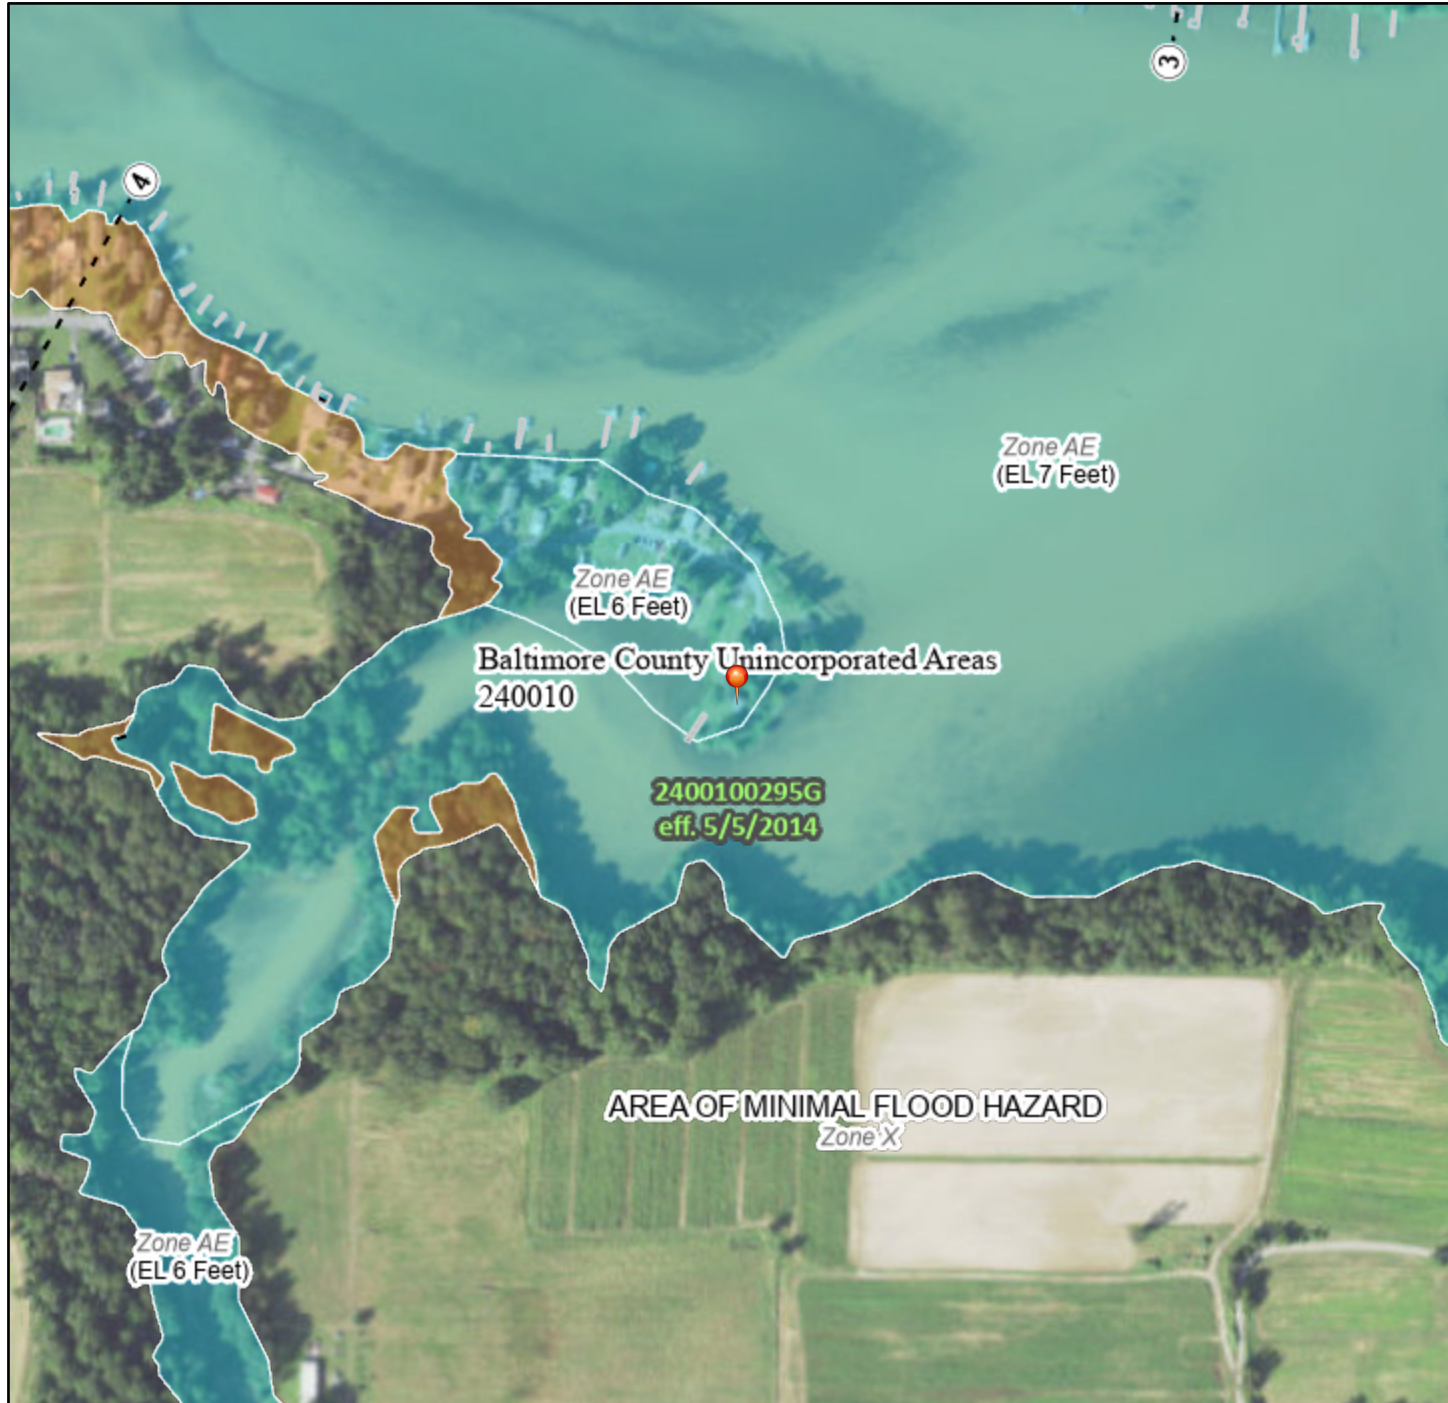 3
4
Zone AE
(EL 7 Feet)
Zone AE
(EL 6 Feet)
Baltimore County Unincorporated Areas
240010
2400100295G
eff. 5/5/2014
AREA OF MINIMAL FLOOD HAZARD
Zone X
Zone AE
(EL 6 Feet)